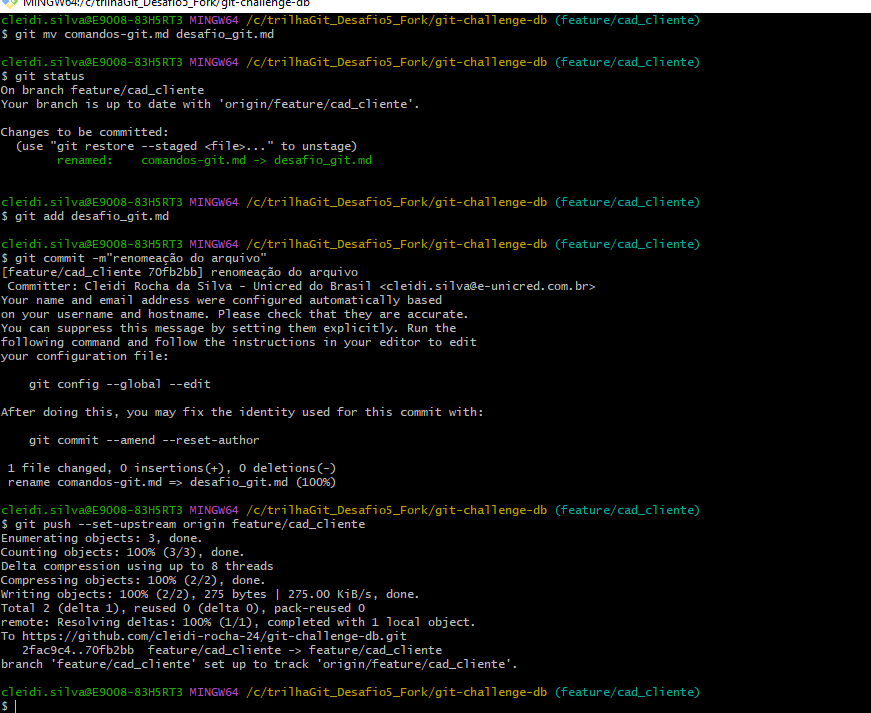 MINGW64:/c/trilhaGit_Desafio5_Fork/git-challenge-db
cleidi.silva@E9008-83H5RT3 MINGW64 /c/trilhaGit_Desafio5_Fork/git-challenge-db (feature/cad_cliente)
$ git mv comandos-git.md desafio_git.md
cleidi.silva@E9008-83H5RT3 MINGW64 /c/trilhaGit_Desafio5_Fork/git-challenge-db (feature/cad_cliente)
$ git status
On branch feature/cad_cliente
Your branch is up to date with 'origin/feature/cad_cliente'.
Changes to be committed:
  (use "git restore --staged <file>..." to unstage)
        renamed:    comandos-git.md -> desafio_git.md
cleidi.silva@E9008-83H5RT3 MINGW64 /c/trilhaGit_Desafio5_Fork/git-challenge-db (feature/cad_cliente)
$ git add desafio_git.md
cleidi.silva@E9008-83H5RT3 MINGW64 /c/trilhaGit_Desafio5_Fork/git-challenge-db (feature/cad_cliente)
$ git commit -m"renomeação do arquivo"
[feature/cad_cliente 70fb2bb] renomeação do arquivo
 Committer: Cleidi Rocha da Silva - Unicred do Brasil <cleidi.silva@e-unicred.com.br>
Your name and email address were configured automatically based
on your username and hostname. Please check that they are accurate.
You can suppress this message by setting them explicitly. Run the
following command and follow the instructions in your editor to edit
your configuration file:
    git config --global --edit
After doing this, you may fix the identity used for this commit with:
    git commit --amend --reset-author
 1 file changed, 0 insertions(+), 0 deletions(-)
 rename comandos-git.md => desafio_git.md (100%)
cleidi.silva@E9008-83H5RT3 MINGW64 /c/trilhaGit_Desafio5_Fork/git-challenge-db (feature/cad_cliente)
$ git push --set-upstream origin feature/cad_cliente
Enumerating objects: 3, done.
Counting objects: 100% (3/3), done.
Delta compression using up to 8 threads
Compressing objects: 100% (2/2), done.
Writing objects: 100% (2/2), 275 bytes | 275.00 KiB/s, done.
Total 2 (delta 1), reused 0 (delta 0), pack-reused 0
remote: Resolving deltas: 100% (1/1), completed with 1 local object.
To https://github.com/cleidi-rocha-24/git-challenge-db.git
   2fac9c4..70fb2bb  feature/cad_cliente -> feature/cad_cliente
branch 'feature/cad_cliente' set up to track 'origin/feature/cad_cliente'.
cleidi.silva@E9008-83H5RT3 MINGW64 /c/trilhaGit_Desafio5_Fork/git-challenge-db (feature/cad_cliente)
$